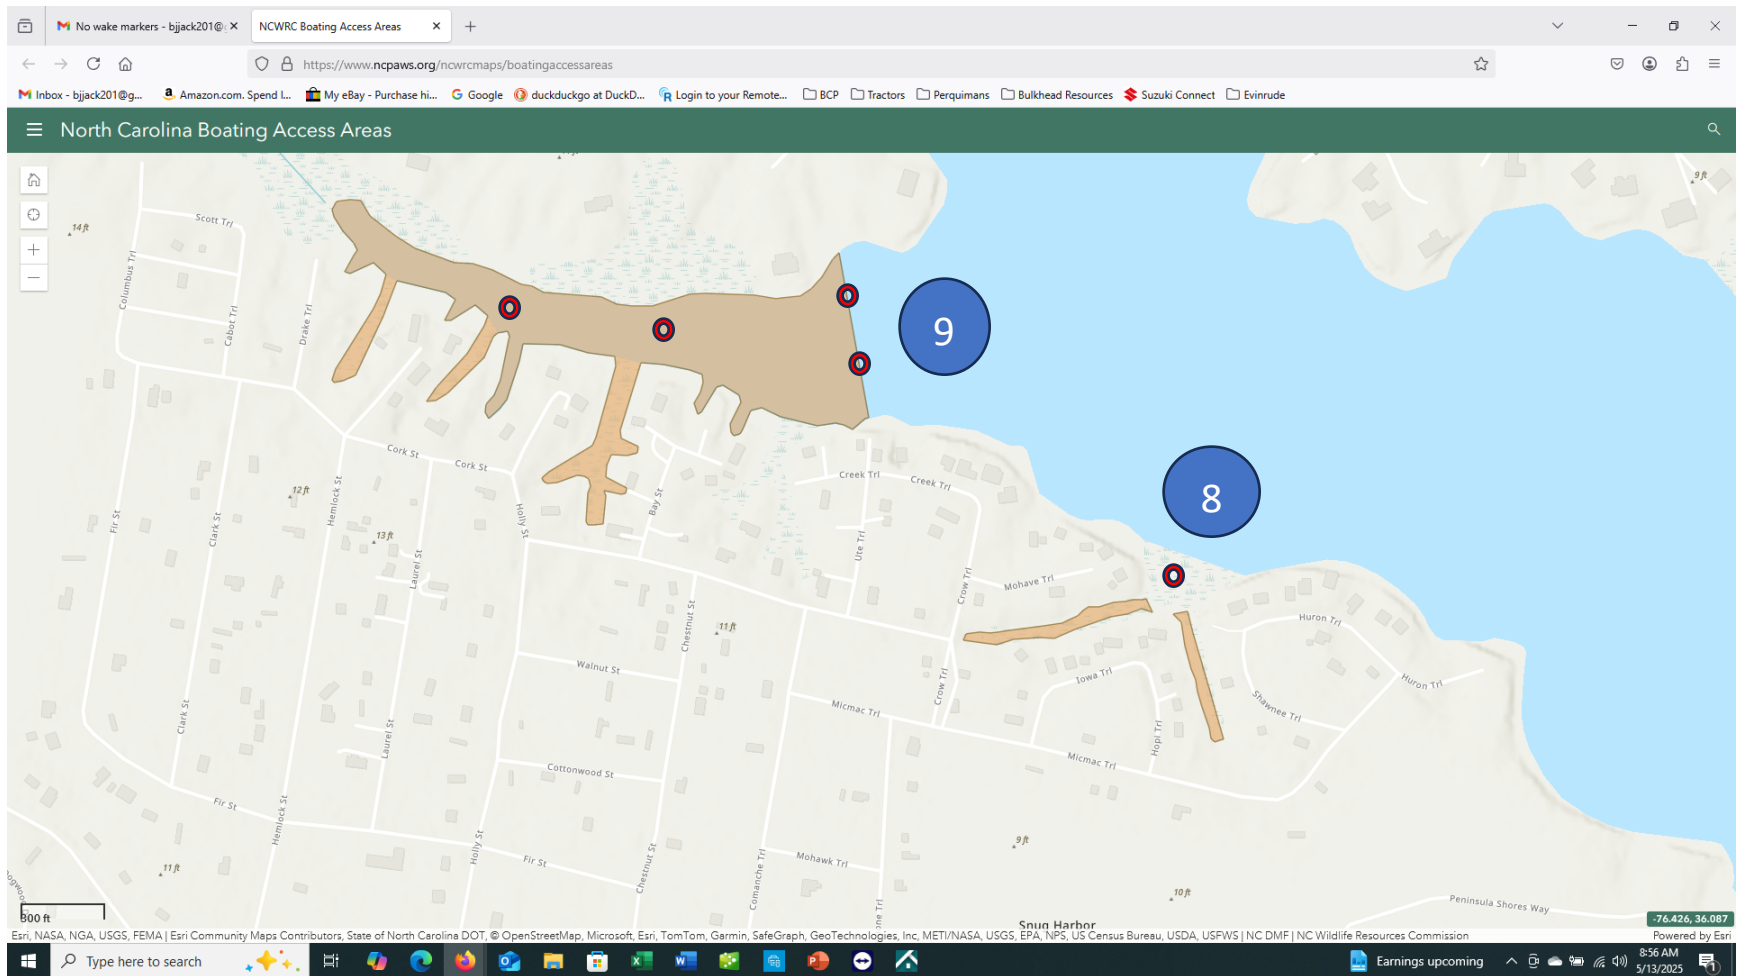 No wake markers - bjjack201@
NCWRC Boating Access Areas
https://www.ncpaws.org/ncwrcmaps/boatingaccessareas
Inbox - bjjack201@g...
Amazon.com. Spend l...
My eBay - Purchase hi...
Google
duckduckgo at DuckD...
Login to your Remote...
BCP
Tractors
Perquimans
Bulkhead Resources
Suzuki Connect
Evinrude
North Carolina Boating Access Areas
9 ft
14 ft
Scott Trl
Columbus Trl
Cabot Trl
Drake Trl
9
8
Cork St
Cork St
Creek Trl
Creek Trl
12 ft
Hemlock St
Bay St
Holly St
Fir St
Clark St
13 ft
Laurel St
Ute Trl
Crow Trl
Mohave Trl
Chestnut St
11 ft
Huron Trl
Walnut St
Iowa Trl
Crow Trl
Huron Trl
Shawnee Trl
Micmac Trl
Clark St
Laurel St
Hopi Trl
Micmac Trl
Cottonwood St
Fir St
Hemlock St
Holly St
Fir St
Chestnut St
Comanche Trl
Mohawk Trl
9 ft
11 ft
10 ft
Peninsula Shores Way
300 ft
Snug Harbor
-76.426, 36.087
Esri, NASA, NGA, USGS, FEMA | Esri Community Maps Contributors, State of North Carolina DOT, © OpenStreetMap, Microsoft, Esri, TomTom, Garmin, SafeGraph, GeoTechnologies, Inc, METI/NASA, USGS, EPA, NPS, US Census Bureau, USDA, USFWS | NC DMF | NC Wildlife Resources Commission
Powered by Esri
Type here to search
Earnings upcoming
8:56 AM
5/13/2025